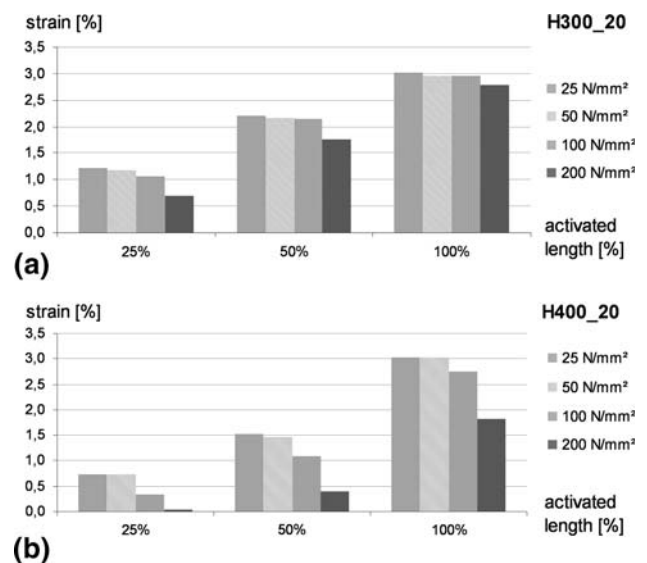 strain [%]
H300_20
3,5
3,0
2,5
2,0
1,5
1,0
0,5
0,0
25%
50%
100%
25 N/mm²
50 N/mm²
100 N/mm²
200 N/mm²
activated
length [%]
(a)
strain [%]
H400_20
3,5
3,0
2,5
2,0
1,5
1,0
0,5
0,0
25%
50%
100%
25 N/mm²
50 N/mm²
100 N/mm²
200 N/mm²
activated
length [%]
(b)